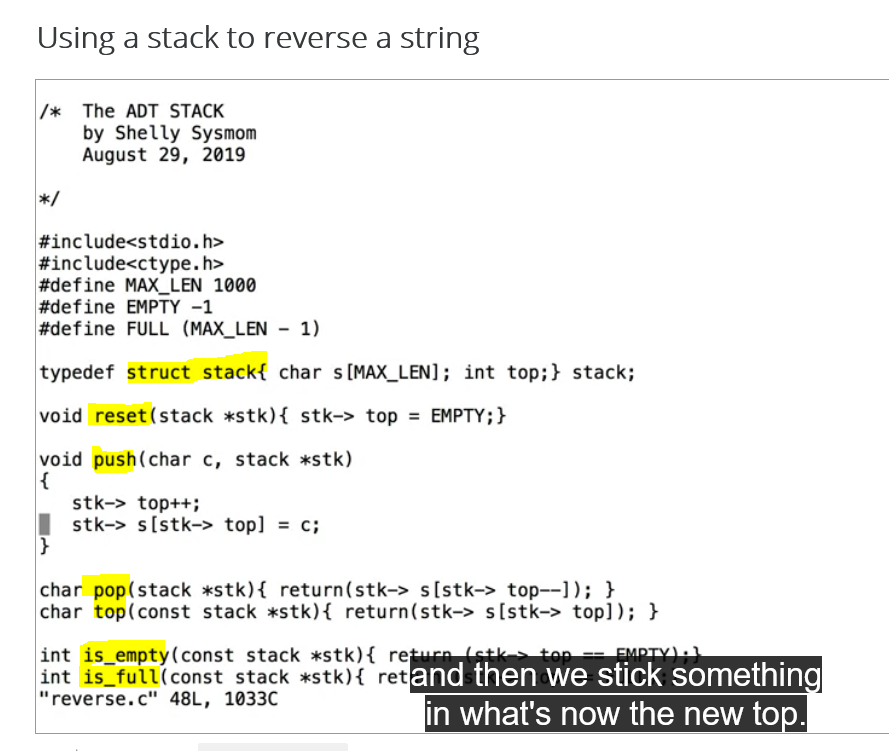 Using a stack to reverse a string
/*  The ADT STACK
    by Shelly Sysmom
    August 29, 2019
*/
#include<stdio.h>
#include<ctype.h>
#define MAX_LEN 1000
#define EMPTY -1
#define FULL (MAX_LEN - 1)
typedef struct stack{ char s[MAX_LEN]; int top;} stack;
void reset(stack *stk){ stk-> top = EMPTY;}
void push(char c, stack *stk)
{
   stk-> top++;
   stk-> s[stk-> top] = c;
}
char pop(stack *stk){ return(stk-> s[stk-> top--]); }
char top(const stack *stk){ return(stk-> s[stk-> top]); }
int is_empty(const stack *stk){ return (stk-> top == EMPTY);}
int is_full(const stack *stk){ ret
"reverse.c" 48L, 1033C
and then we stick something
in what's now the new top.